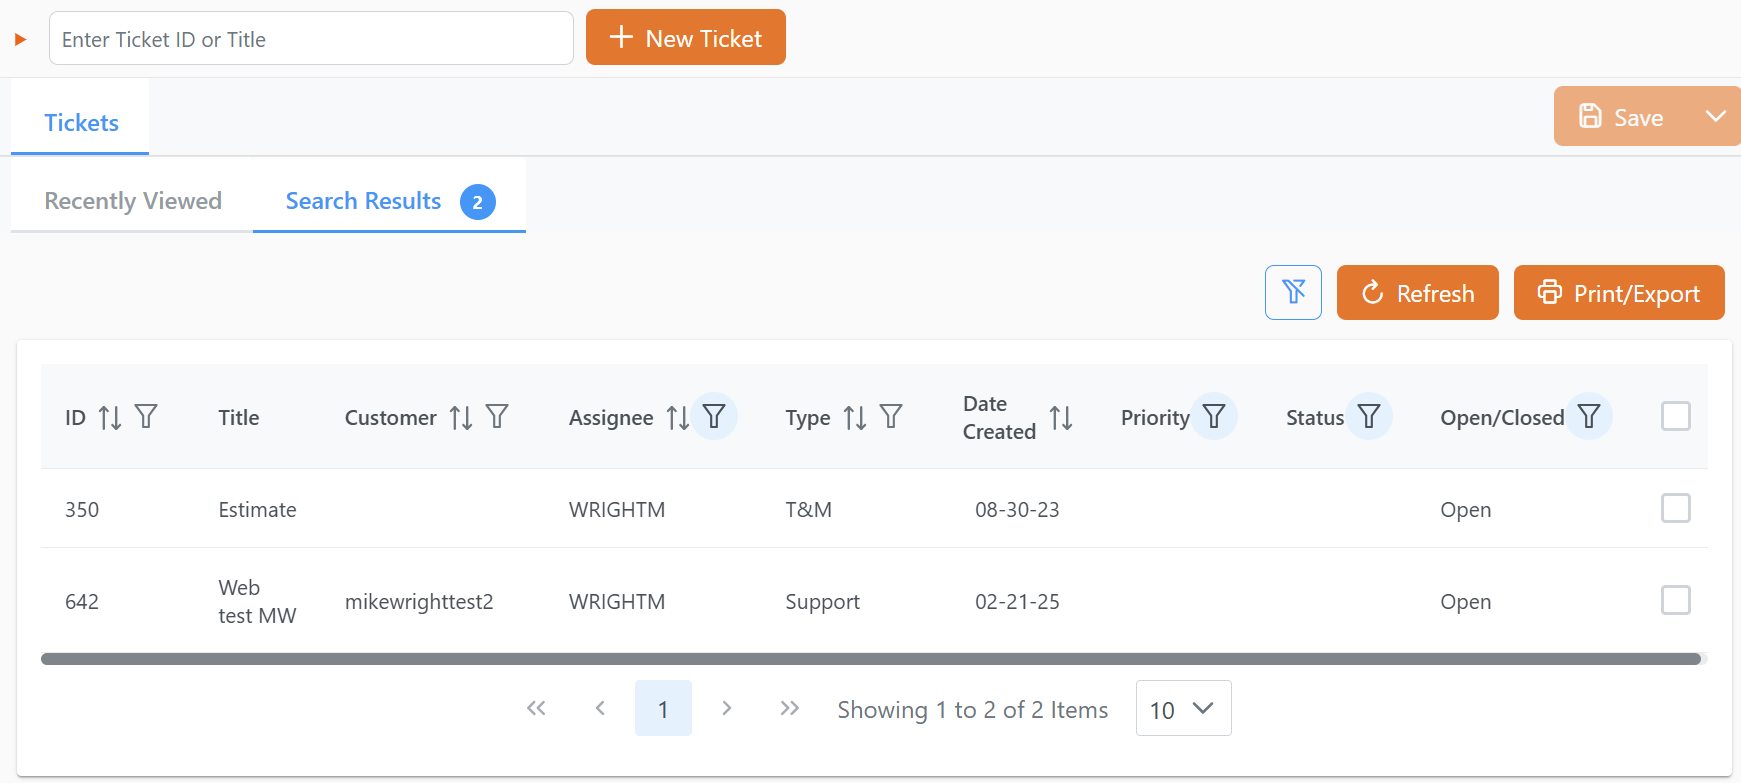 Enter Ticket ID or Title
New Ticket
Tickets
Save
Recently Viewed
Search Results 2
Refresh
Print/Export
ID Title Customer Assignee Type Date Created Priority Status Open/Closed
350 Estimate WRIGHTM T&M 08-30-23 Open
642 Web test MW mikewrighttest2 WRIGHTM Support 02-21-25 Open
1 Showing 1 to 2 of 2 Items 10